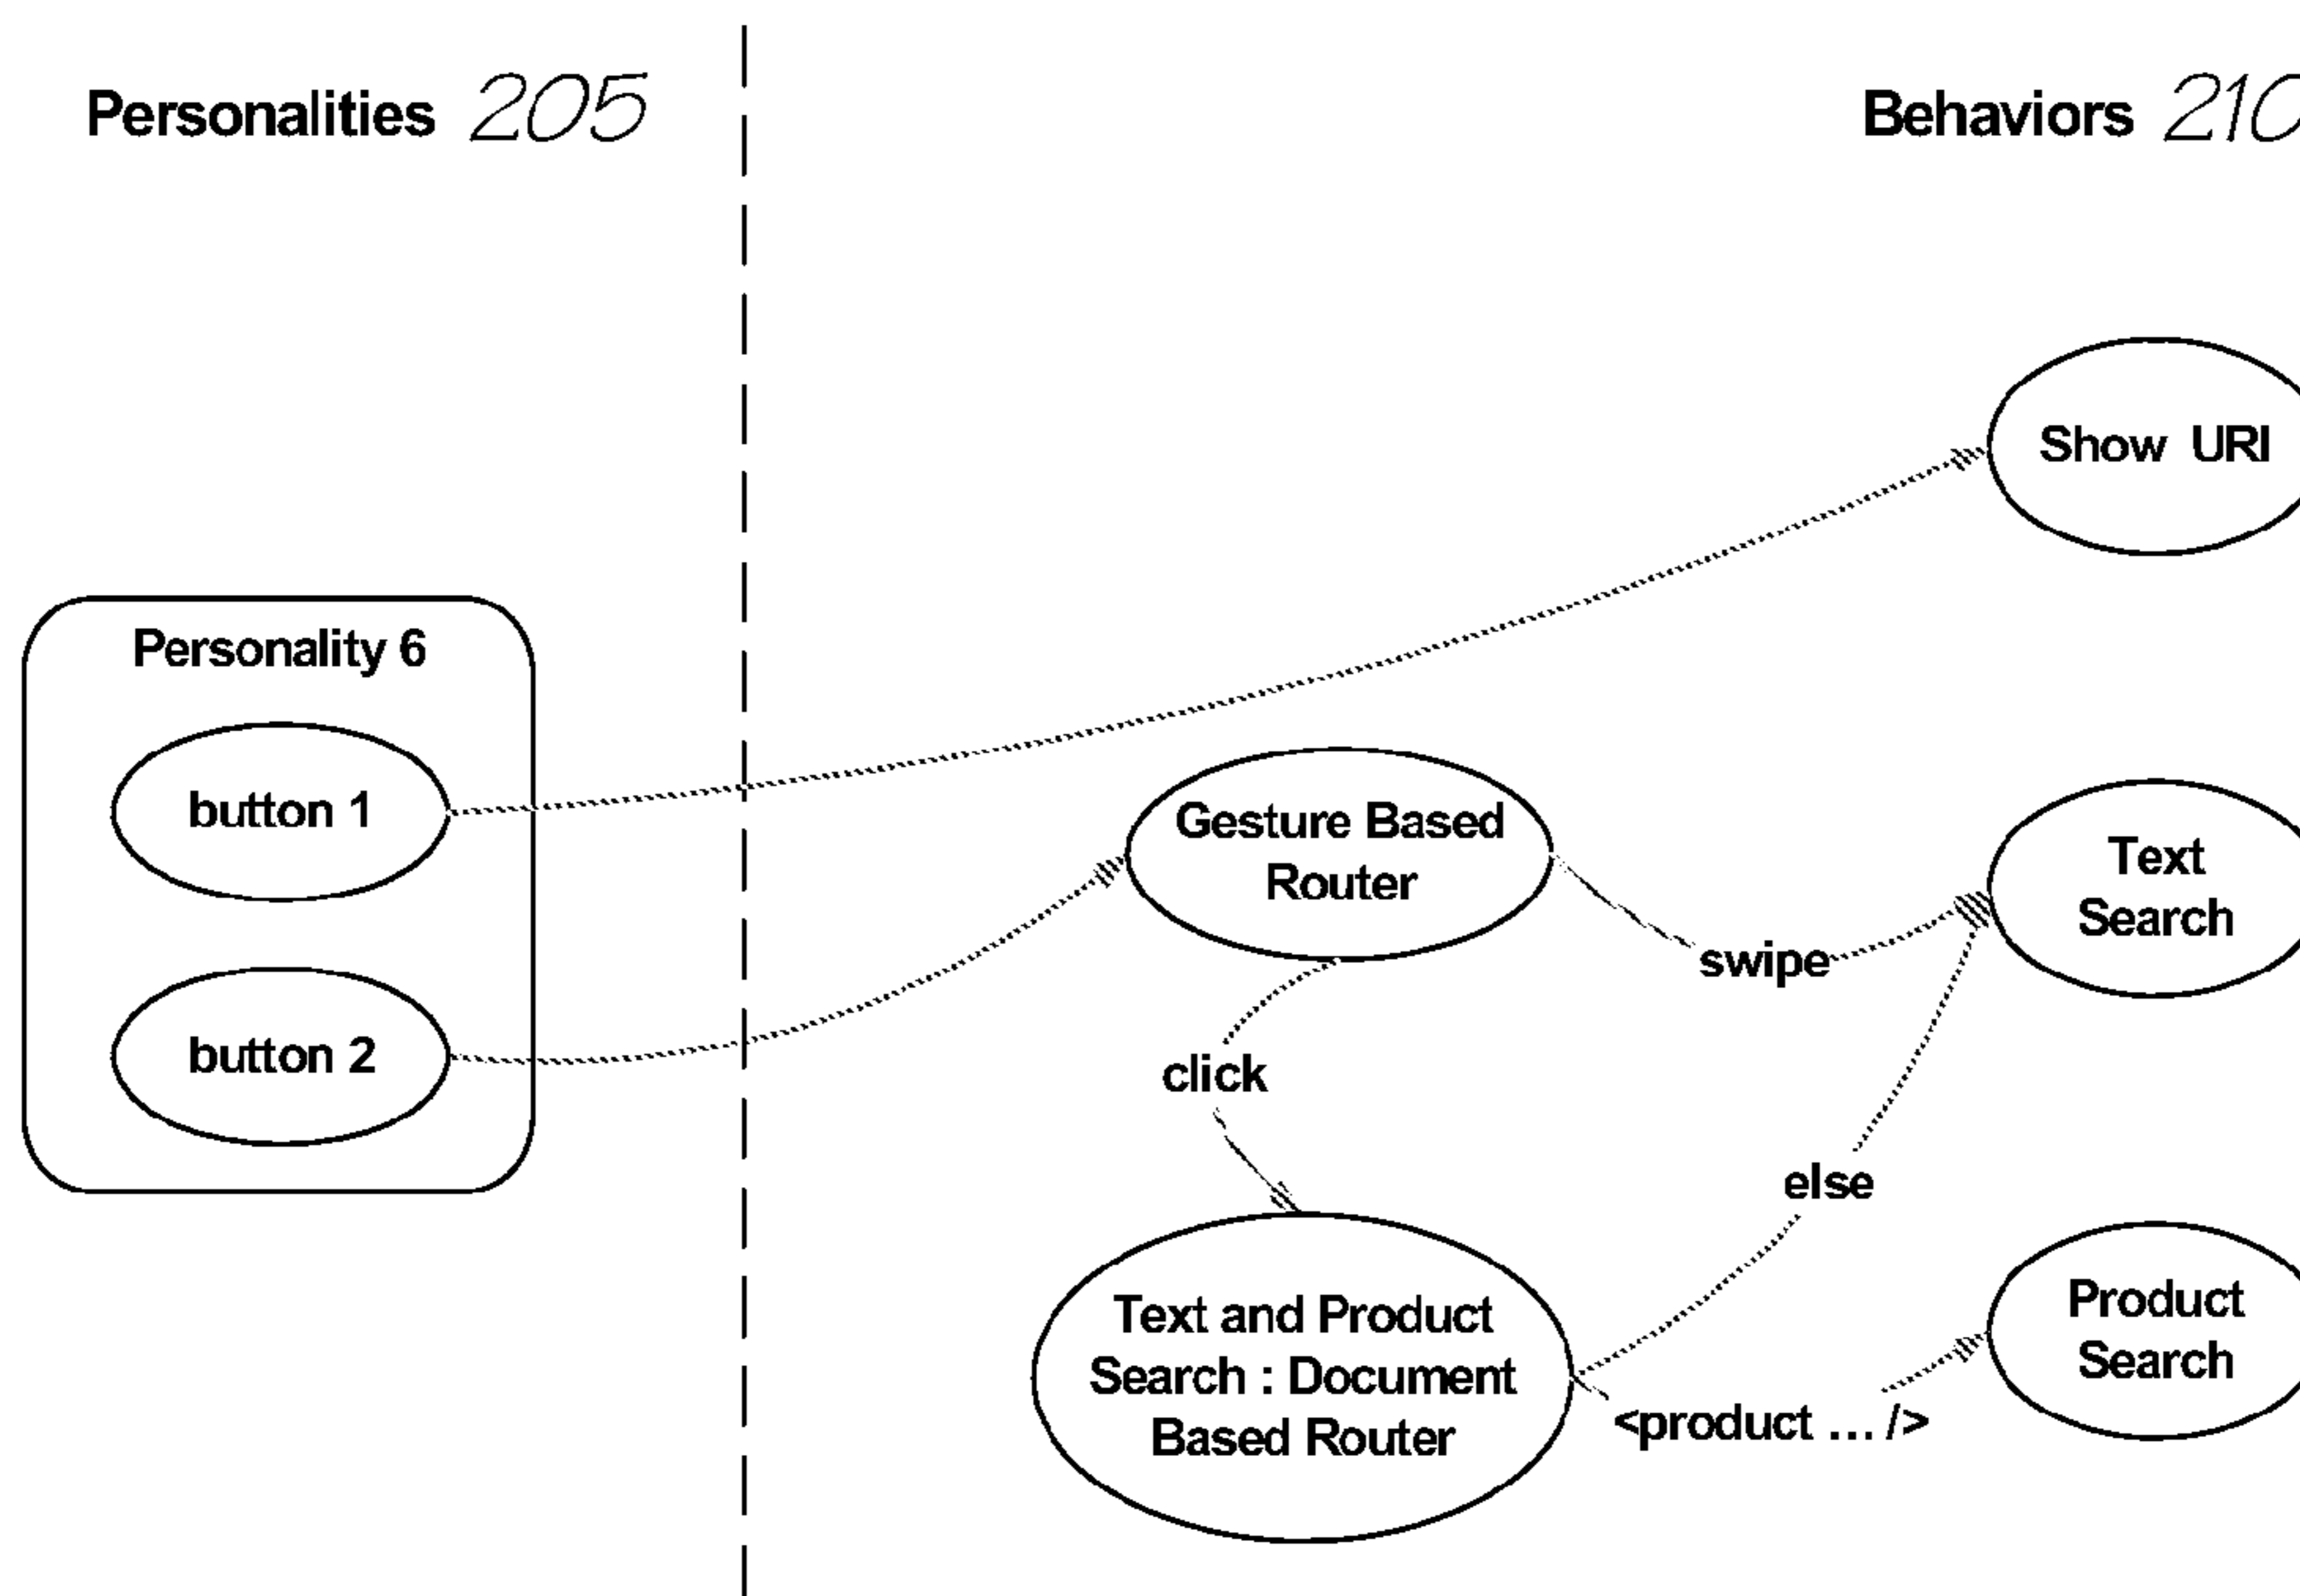 Personalities 205
Behaviors 210
Show URI
Personality 6
button 1
Gesture Based
Router
Text
Search
swipe
button 2
click
else
Text and Product
Search : Document
Based Router
Product
Search
<product ... />